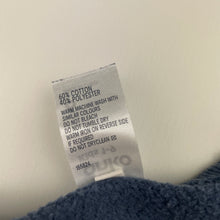 60% COTTON
40% POLYESTER
WARM MACHINE WASH WITH
SIMILAR COLOURS
DO NOT BLEACH
DO NOT TUMBLE DRY
WARM IRON ON REVERSE SIDE
IF REQUIRED
DO NOT DRYCLEAN